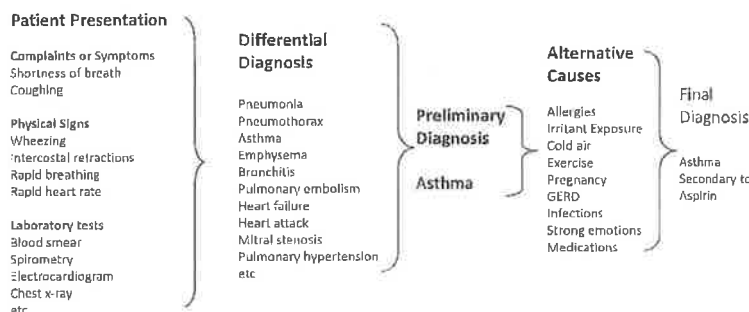 Patient Presentation
Complaints or Symptoms
Shortness of breath
Coughing
Physical Signs
Wheezing
Intercostal retractions
Rapid breathing
Rapid heart rate
Laboratory tests
Blood smear
Spirometry
Electrocardiogram
Chest x-ray
etc
Differential
Diagnosis
Pneumonia
Pneumothorax
Asthma
Emphysema
Bronchitis
Pulmonary embolism
Heart failure
Heart attack
Mitral stenosis
Pulmonary hypertension
etc
Preliminary
Diagnosis
Asthma
Alternative
Causes
Allergies
Irritant Exposure
Cold air
Exercise
Pregnancy
GERD
Infections
Strong emotions
Medications
Final
Diagnosis
Asthma
Secondary to
Aspirin